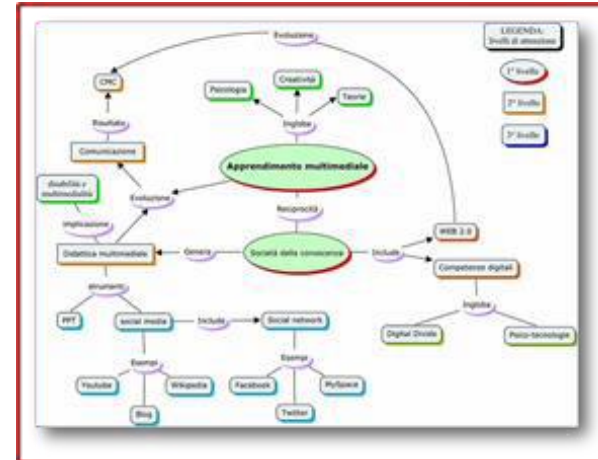 Evoluzione
LEGENDA:
livelli di attenzione
CMC
Creatività
Psicologia
Teorie
1° livello
2° livello
3° livello
Risultato
Ingloba
Comunicazione
Apprendimento multimediale
disabilità e
multimedialità
Evoluzione
Reciprocità
Implicazione
WEB 2.0
Didattica multimediale
Genera
Società della conoscenza
Include
Competenze digitali
strumenti
Ingloba
PPT
social media
Include
Social network
Digital Divide
Psico-tecnologie
Esempi
Esempi
Youtube
Wikipedia
Facebook
MySpace
Blog
Twitter